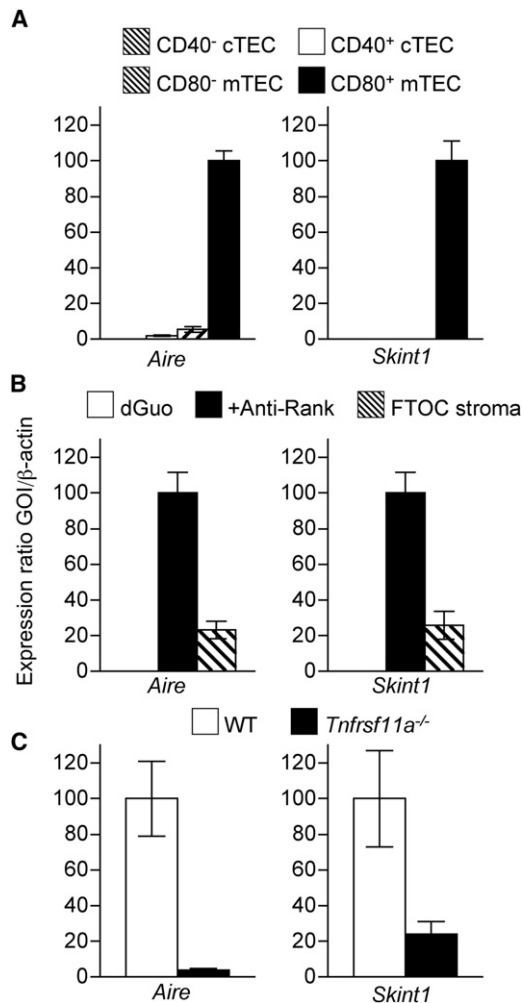 A
CD40- cTEC CD40+ cTEC
CD80- mTEC CD80+ mTEC
120 120
100 100
80 80
60 60
40 40
20 20
0 0
Aire Skint1
B
dGuo +Anti-Rank FTOC stroma
Expression ratio GOI/β-actin
120 120
100 100
80 80
60 60
40 40
20 20
0 0
Aire Skint1
WT Tnfrsf11a-/-
C
120 120
100 100
80 80
60 60
40 40
20 20
0 0
Aire Skint1